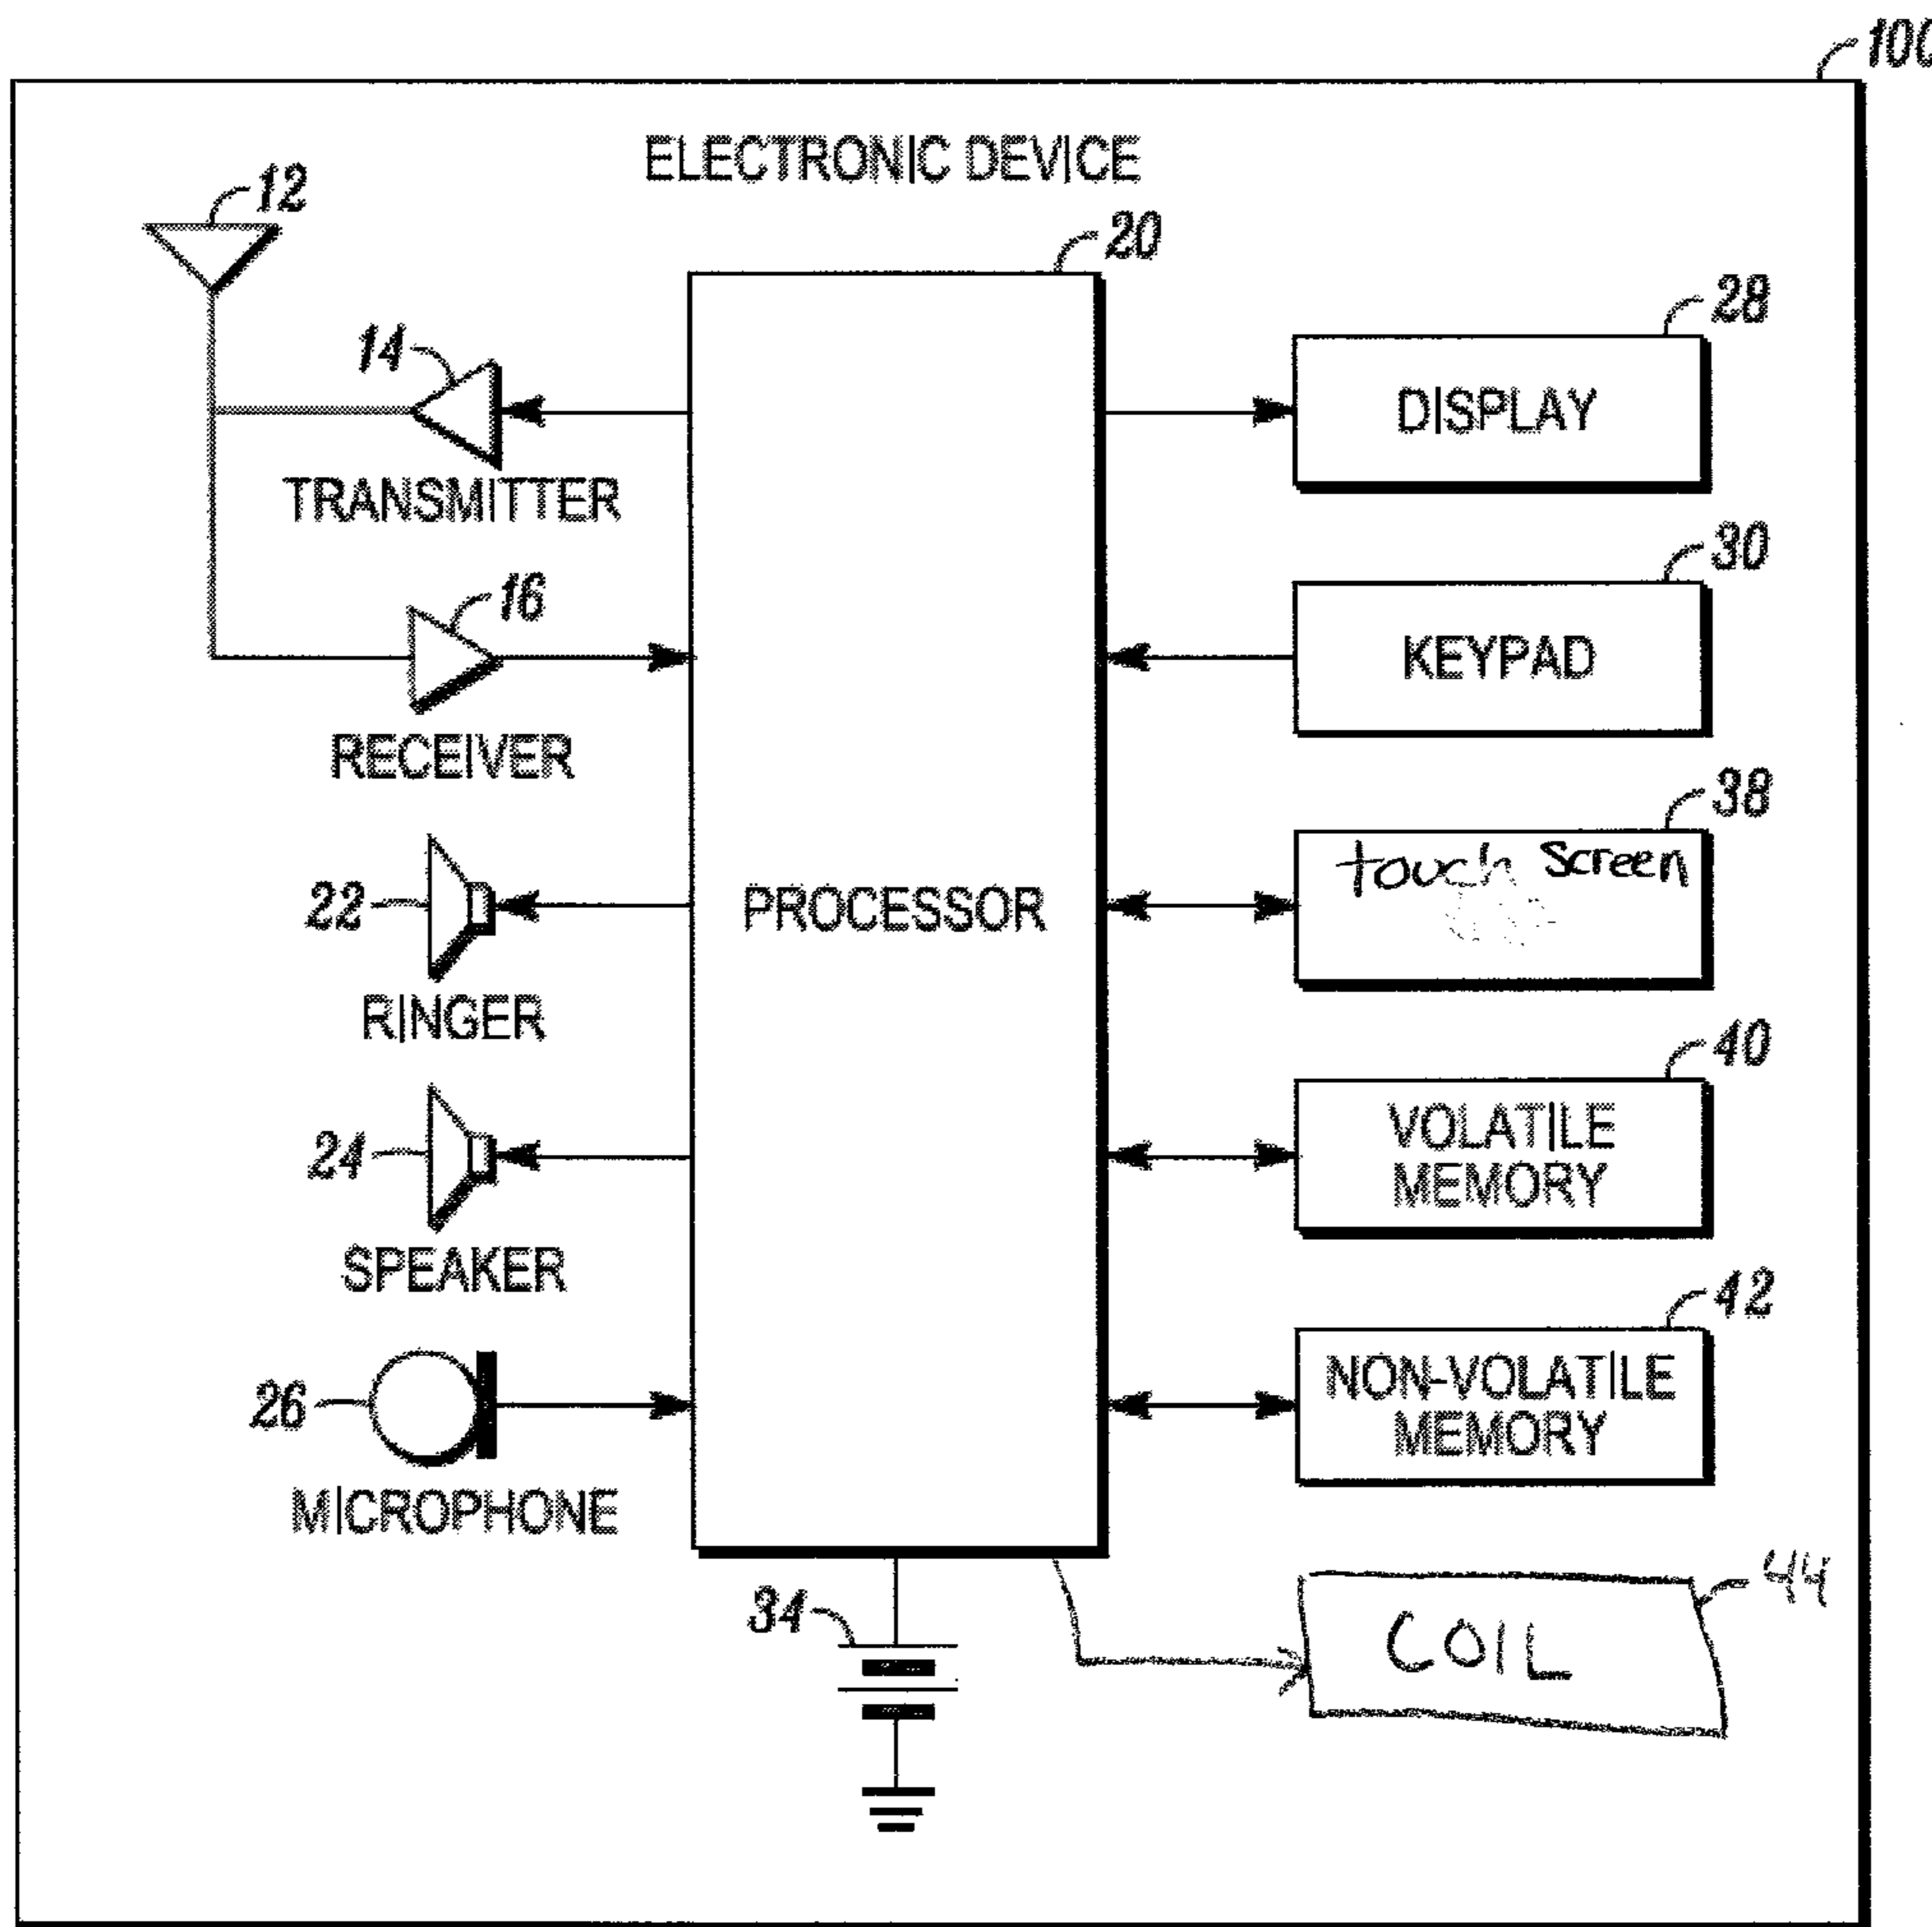 100
ELECTRONIC DEVICE
12
20
28
14
DISPLAY
TRANSMITTER
30
16
KEYPAD
RECEIVER
38
touch screen
22
PROCESSOR
RINGER
40
VOLATILE
MEMORY
24
SPEAKER
42
NON-VOLATILE
MEMORY
26
MICROPHONE
44
34
COIL